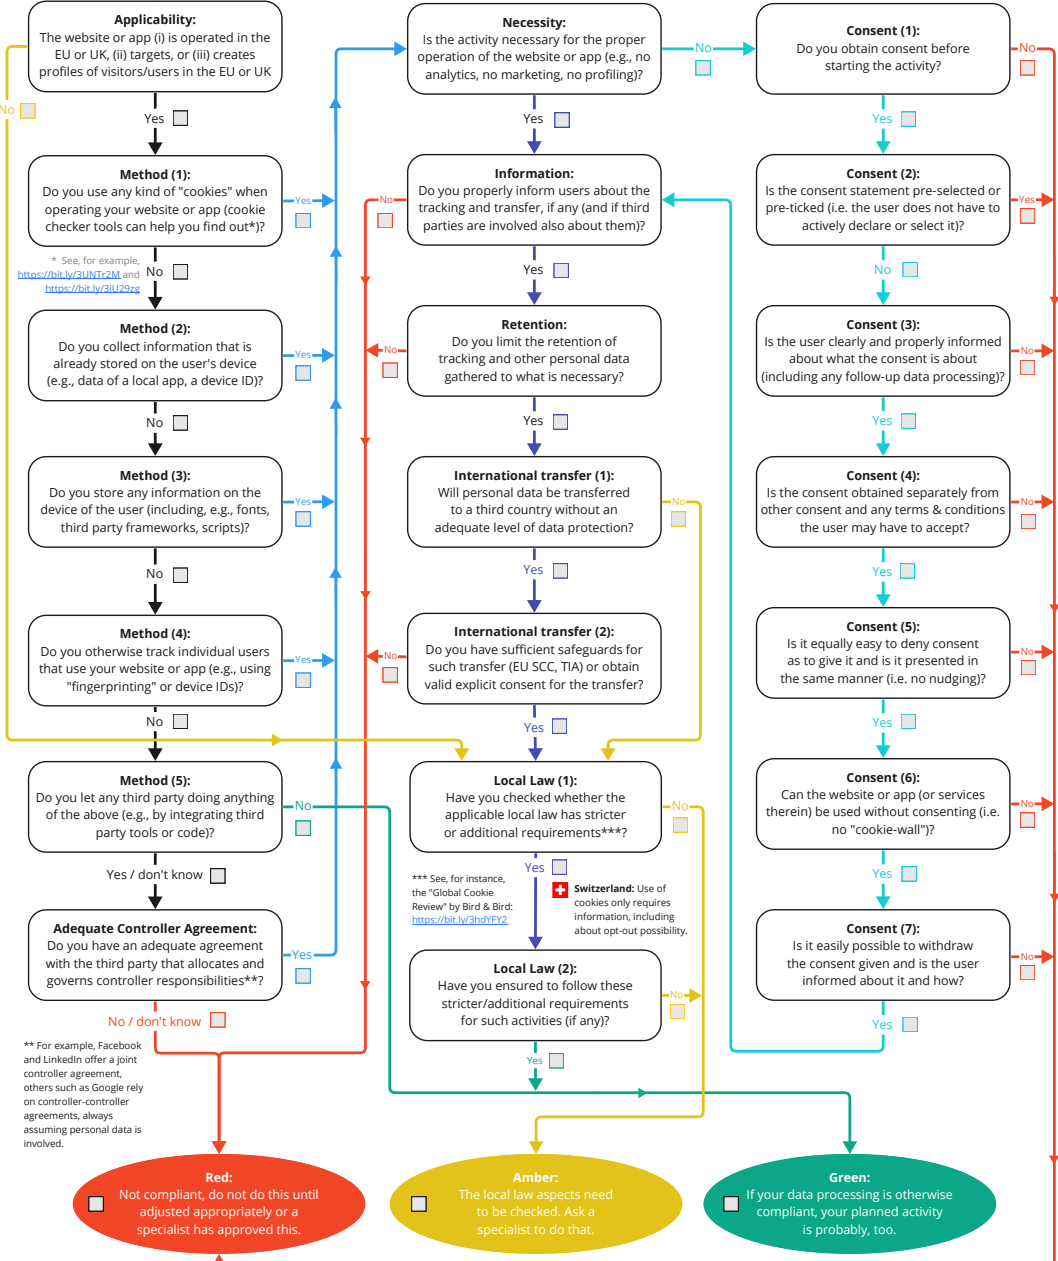 Applicability:
The website or app (i) is operated in the
EU or UK, (ii) targets, or (iii) creates
profiles of visitors/users in the EU or UK
No
Yes
Method (1):
Do you use any kind of "cookies" when
operating your website or app (cookie
checker tools can help you find out*)?
Yes
* See, for example,
https://bit.ly/3UNTr2M and
https://bit.ly/3iU29zg
No
Method (2):
Do you collect information that is
already stored on the user's device
(e.g., data of a local app, a device ID)?
Yes
No
Method (3):
Do you store any information on the
device of the user (including, e.g., fonts,
third party frameworks, scripts)?
Yes
No
Method (4):
Do you otherwise track individual users
that use your website or app (e.g., using
"fingerprinting" or device IDs)?
Yes
No
Method (5):
Do you let any third party doing anything
of the above (e.g., by integrating third
party tools or code)?
No
Yes / don't know
Adequate Controller Agreement:
Do you have an adequate agreement
with the third party that allocates and
governs controller responsibilities**?
Yes
No / don't know
** For example, Facebook
and LinkedIn offer a joint
controller agreement,
others such as Google rely
on controller-controller
agreements, always
assuming personal data is
involved.
Necessity:
Is the activity necessary for the proper
operation of the website or app (e.g., no
analytics, no marketing, no profiling)?
No
Yes
Information:
Do you properly inform users about the
tracking and transfer, if any (and if third
parties are involved also about them)?
No
Yes
Retention:
Do you limit the retention of
tracking and other personal data
gathered to what is necessary?
No
Yes
International transfer (1):
Will personal data be transferred
to a third country without an
adequate level of data protection?
No
Yes
International transfer (2):
Do you have sufficient safeguards for
such transfer (EU SCC, TIA) or obtain
valid explicit consent for the transfer?
No
Yes
Local Law (1):
Have you checked whether the
applicable local law has stricter
or additional requirements***?
No
Yes
*** See, for instance,
the "Global Cookie
Review" by Bird & Bird:
https://bit.ly/3hdYFY2
Switzerland: Use of
cookies only requires
information, including
about opt-out possibility.
Local Law (2):
Have you ensured to follow these
stricter/additional requirements
for such activities (if any)?
No
Yes
Consent (1):
Do you obtain consent before
starting the activity?
No
Yes
Consent (2):
Is the consent statement pre-selected or
pre-ticked (i.e. the user does not have to
actively declare or select it)?
Yes
No
Consent (3):
Is the user clearly and properly informed
about what the consent is about
(including any follow-up data processing)?
No
Yes
Consent (4):
Is the consent obtained separately from
other consent and any terms & conditions
the user may have to accept?
No
Yes
Consent (5):
Is it equally easy to deny consent
as to give it and is it presented in
the same manner (i.e. no nudging)?
No
Yes
Consent (6):
Can the website or app (or services
therein) be used without consenting (i.e.
no "cookie-wall")?
No
Yes
Consent (7):
Is it easily possible to withdraw
the consent given and is the user
informed about it and how?
No
Yes
Red:
Not compliant, do not do this until
adjusted appropriately or a
specialist has approved this.
Amber:
The local law aspects need
to be checked. Ask a
specialist to do that.
Green:
If your data processing is otherwise
compliant, your planned activity
is probably, too.